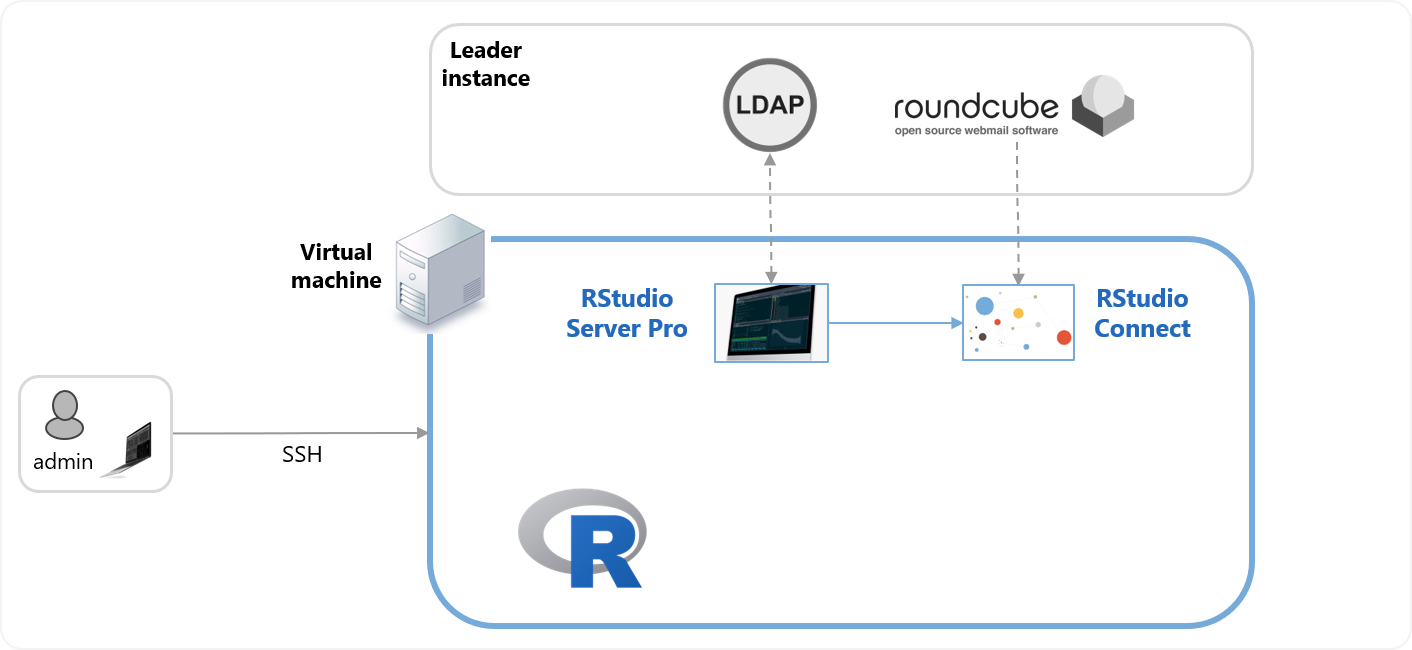 Leader
instance
LDAP
roundcube
open source webmail software
Virtual
machine
RStudio
Server Pro
RStudio
Connect
admin
SSH
R